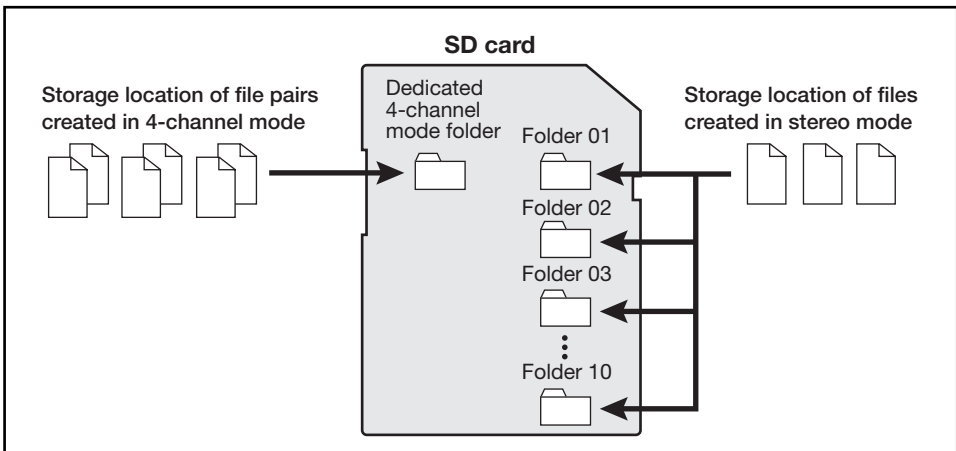 SD card
Storage location of file pairs
created in 4-channel mode
Dedicated
4-channel
mode folder
Folder 01
Folder 02
Folder 03
Folder 10
Storage location of files
created in stereo mode